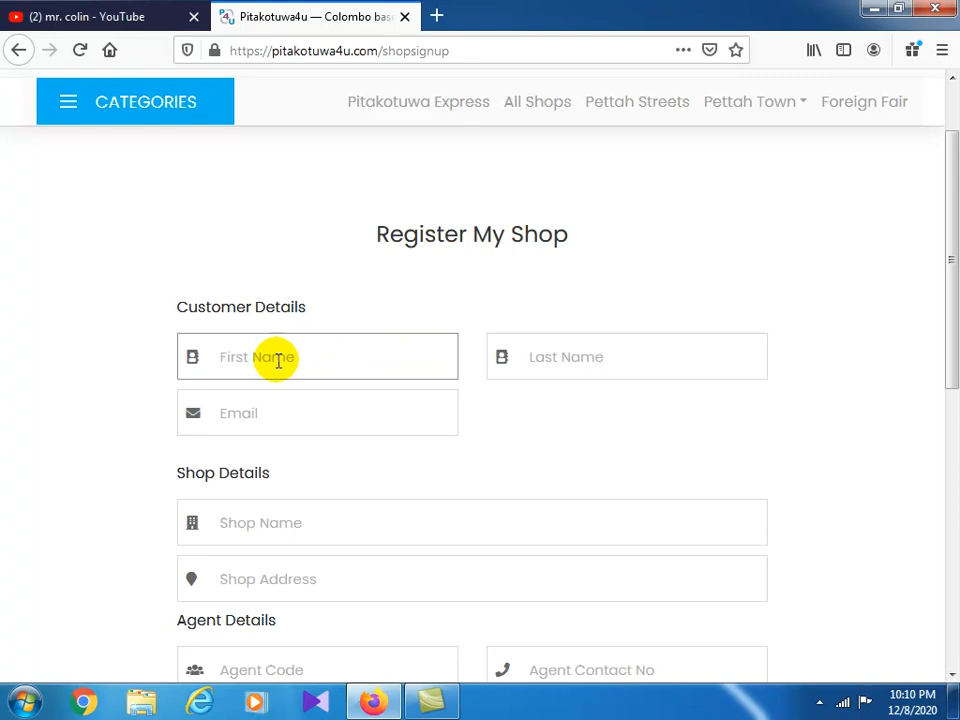 (2) mr. colin - YouTube
Pitakotuwa4u — Colombo bas
https://pitakotuwa4u.com/shopsignup
CATEGORIES
Pitakotuwa Express
All Shops
Pettah Streets
Pettah Town
Foreign Fair
Register My Shop
Customer Details
First Name
Last Name
Email
Shop Details
Shop Name
Shop Address
Agent Details
Agent Code
Agent Contact No
10:10 PM
12/8/2020